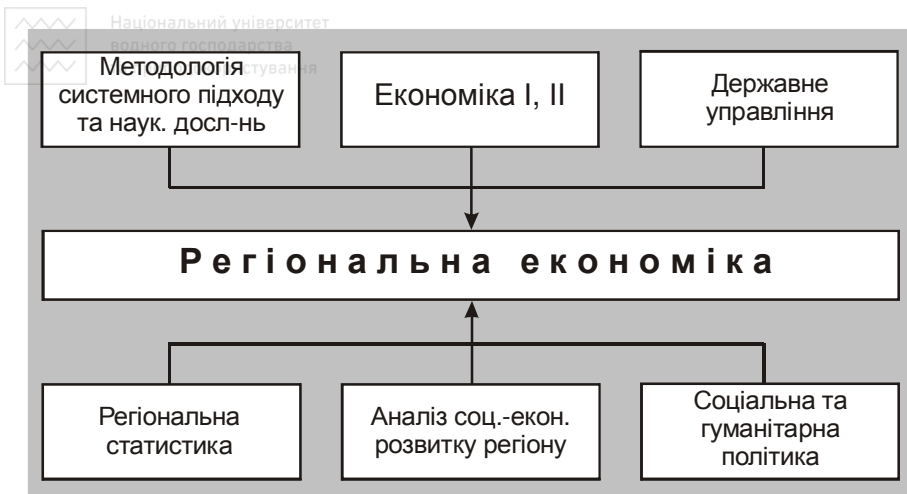 Національний університет
водного господарства
Методологія
системного підходу
та наук. досл-нь
Економіка І, ІІ
Державне
управління
Регіональна економіка
Регіональна
статистика
Аналіз соц.-екон.
розвитку регіону
Соціальна та
гуманітарна
політика